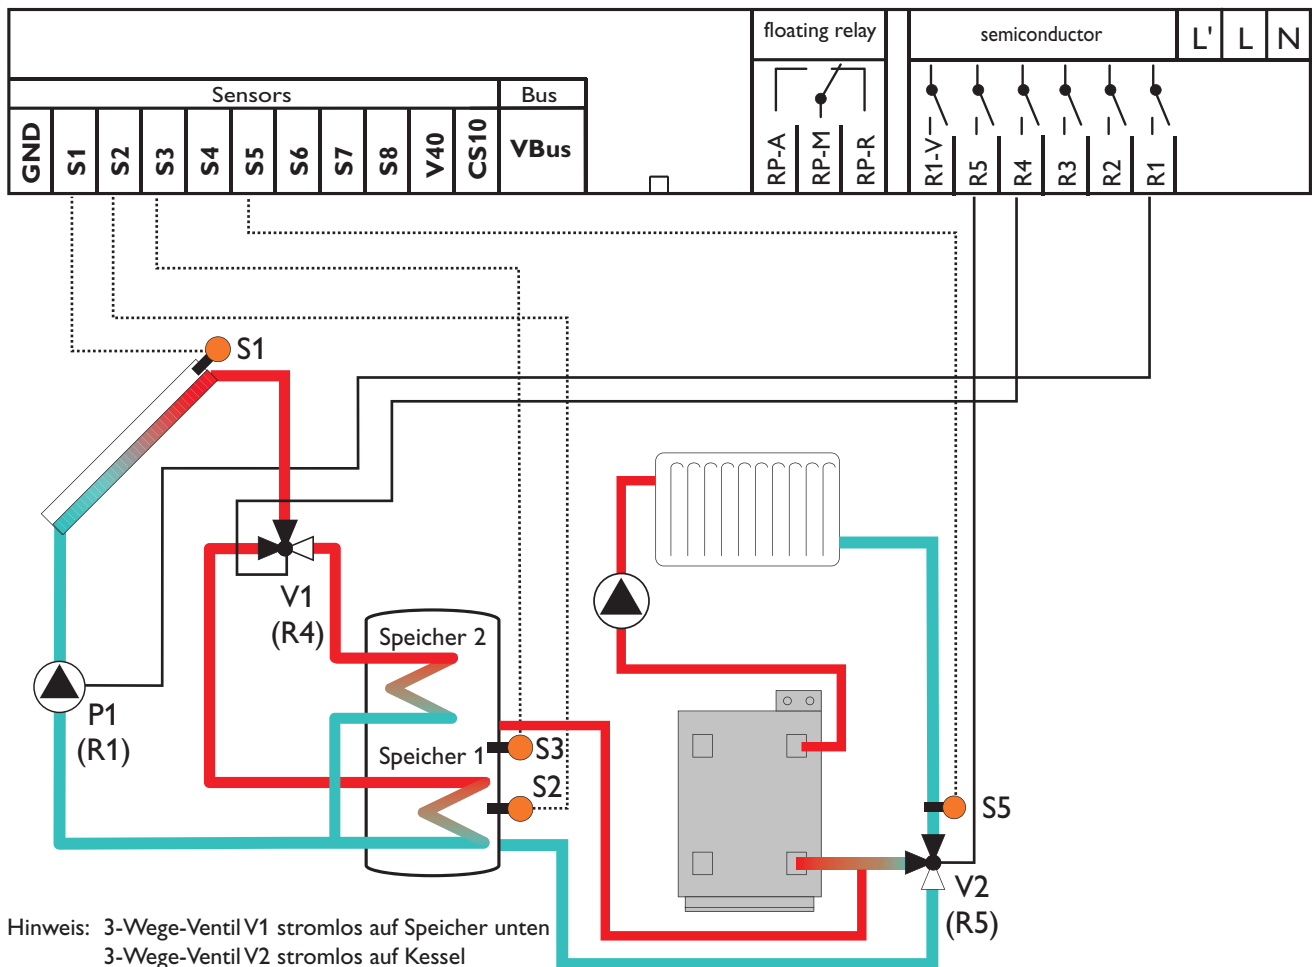 floating relay
semiconductor
L' L N
Sensors
Bus
GND S1 S2 S3 S4 S5 S6 S7 S8 V40 CS10 VBus
RP-A RP-M RP-R
R1-V R5 R4 R3 R2 R1
S1
V1
(R4)
Speicher 2
P1
(R1)
Speicher 1
S3
S2
S5
V2
(R5)
Hinweis: 3-Wege-Ventil V1 stromlos auf Speicher unten
3-Wege-Ventil V2 stromlos auf Kessel